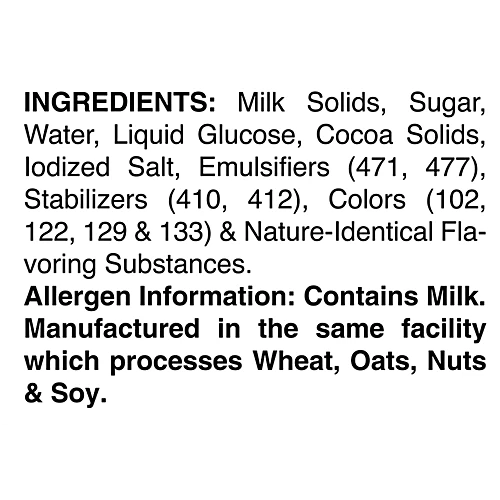 INGREDIENTS: Milk Solids, Sugar,
Water, Liquid Glucose, Cocoa Solids,
Iodized Salt, Emulsifiers (471, 477),
Stabilizers (410, 412), Colors (102,
122, 129 & 133) & Nature-Identical Fla-
voring Substances.
Allergen Information: Contains Milk.
Manufactured in the same facility
which processes Wheat, Oats, Nuts
& Soy.